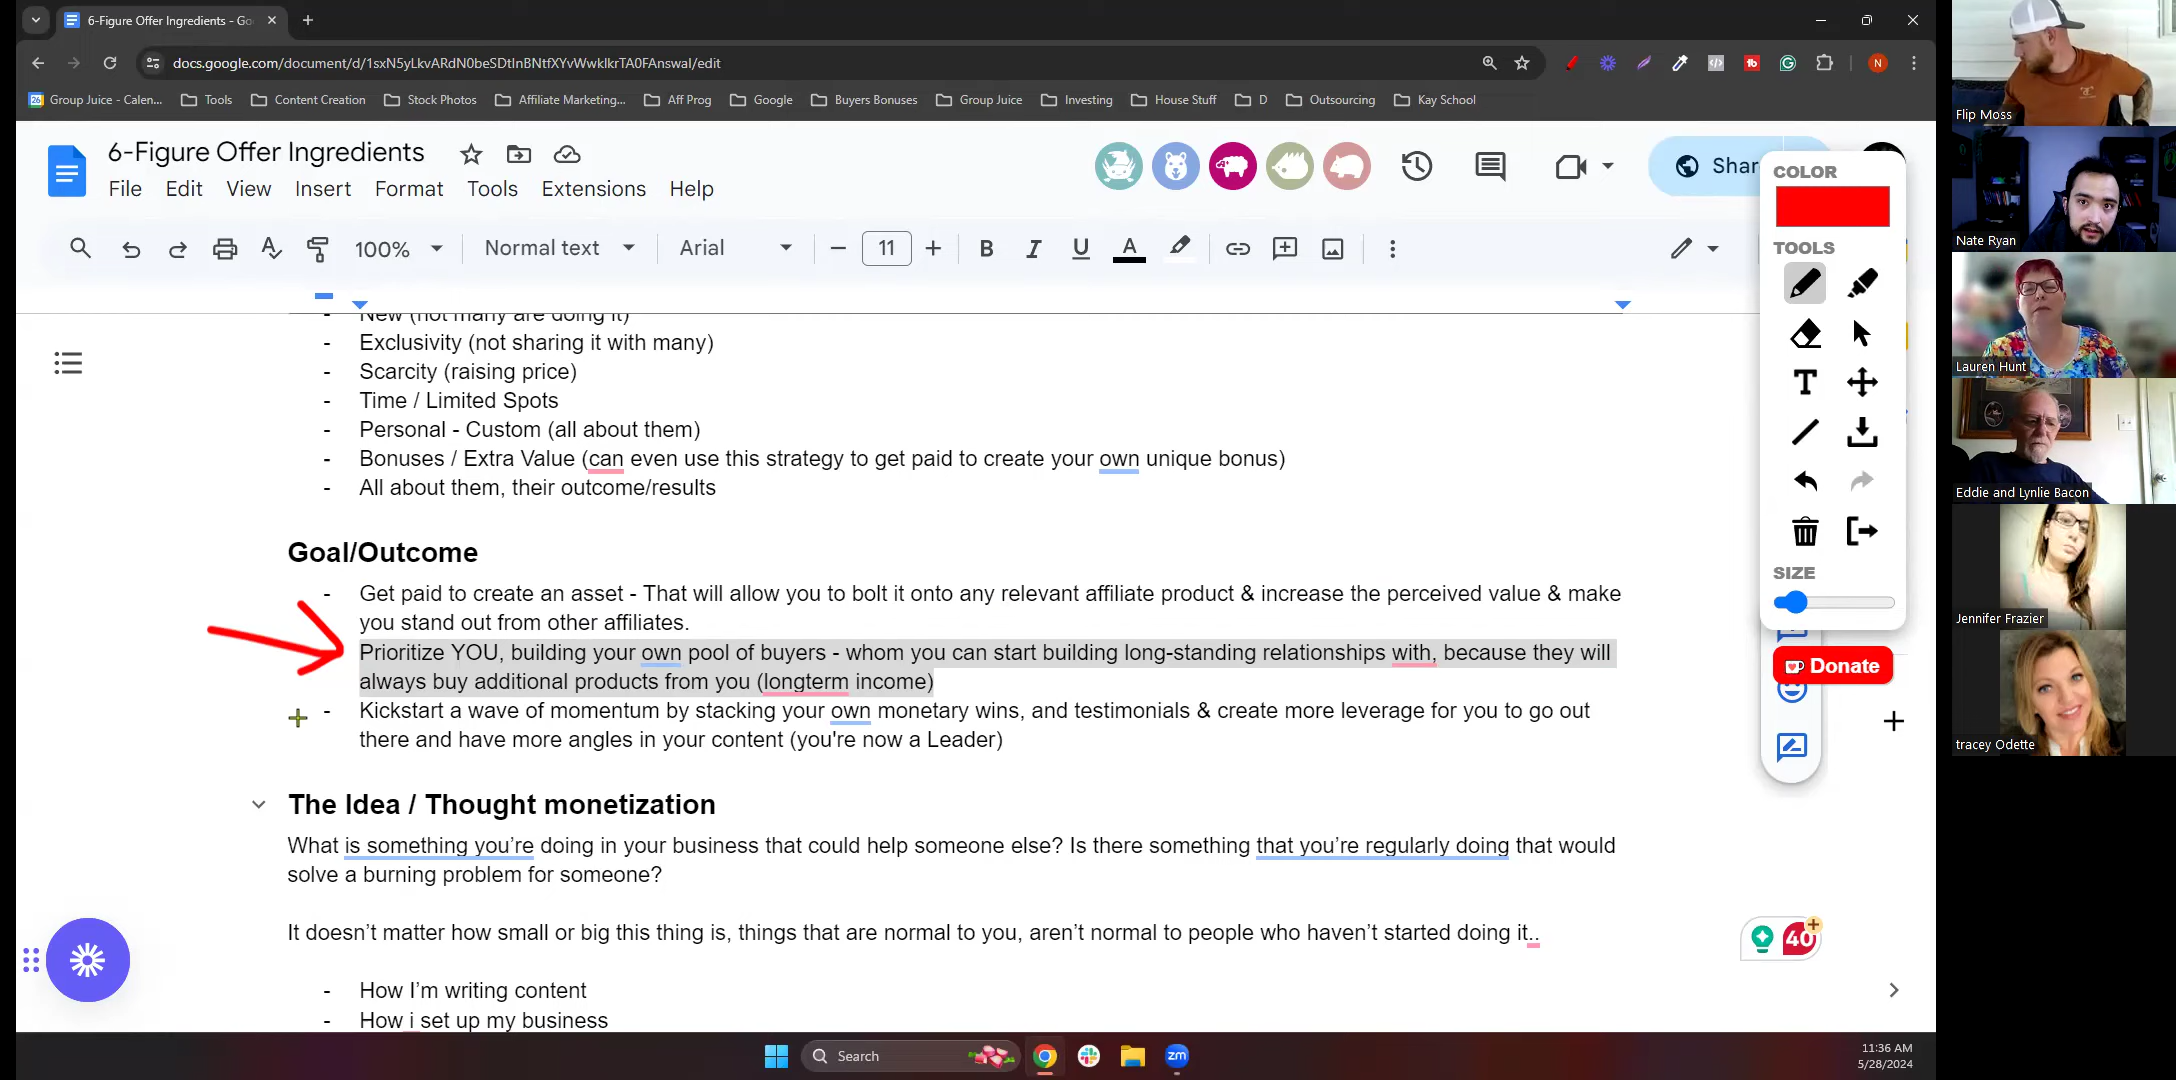 6-Figure Offer Ingredients - Go
docs.google.com/document/d/1sxN5yLkvARdN0beSDtInBNtfXYvWwklkrTA0FAnswaI/edit
Group Juice - Calen...
Tools
Content Creation
Stock Photos
Affiliate Marketing...
Aff Prog
Google
Buyers Bonuses
Group Juice
Investing
House Stuff
D
Outsourcing
Kay School
6-Figure Offer Ingredients
File Edit View Insert Format Tools Extensions Help
Shar
100% Normal text Arial 11
- New (not many are doing it)
- Exclusivity (not sharing it with many)
- Scarcity (raising price)
- Time / Limited Spots
- Personal - Custom (all about them)
- Bonuses / Extra Value (can even use this strategy to get paid to create your own unique bonus)
- All about them, their outcome/results
Goal/Outcome
- Get paid to create an asset - That will allow you to bolt it onto any relevant affiliate product & increase the perceived value & make
you stand out from other affiliates.
Prioritize YOU, building your own pool of buyers - whom you can start building long-standing relationships with, because they will
always buy additional products from you (longterm income)
- Kickstart a wave of momentum by stacking your own monetary wins, and testimonials & create more leverage for you to go out
there and have more angles in your content (you're now a Leader)
The Idea / Thought monetization
What is something you're doing in your business that could help someone else? Is there something that you're regularly doing that would
solve a burning problem for someone?
It doesn't matter how small or big this thing is, things that are normal to you, aren't normal to people who haven't started doing it..
- How I'm writing content
- How i set up my business
COLOR
TOOLS
SIZE
Donate
40
Search
zm
11:36 AM
5/28/2024
Flip Moss
Nate Ryan
Lauren Hunt
Eddie and Lynlie Bacon
Jennifer Frazier
tracey Odette